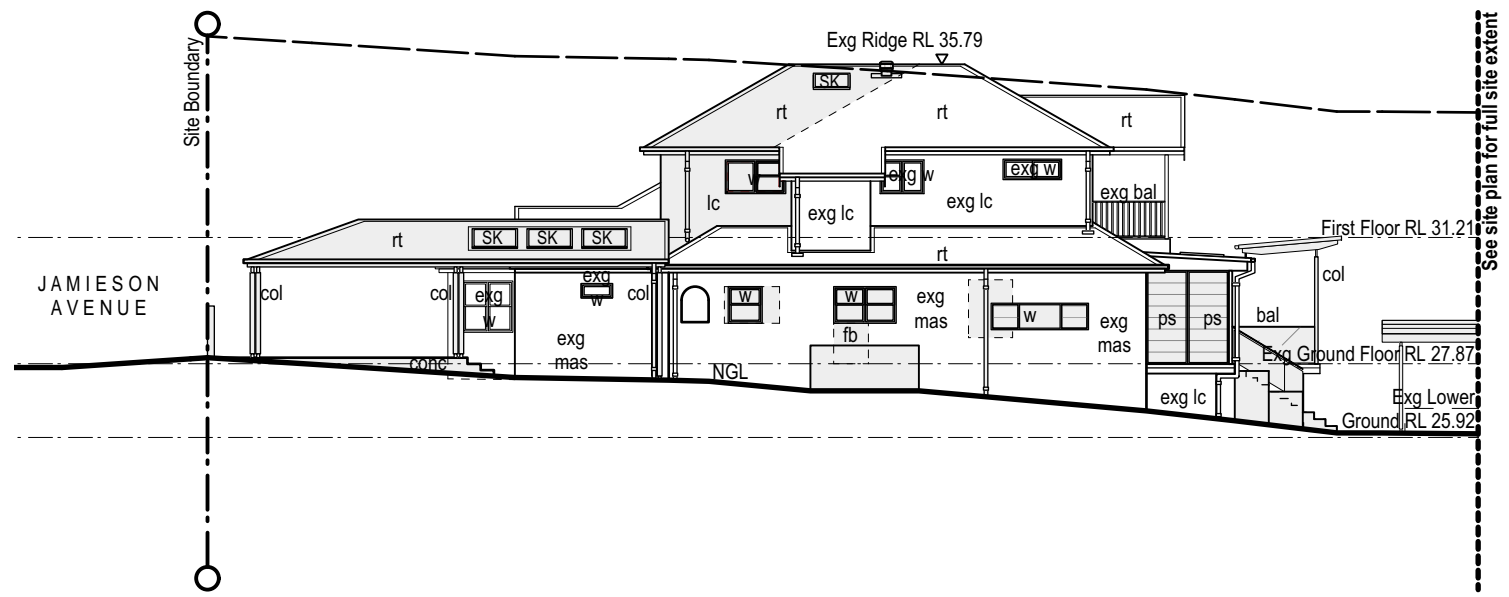 Exg Ridge RL 35.79
Site Boundary
See site plan for full site extent
SK
rt
rt
rt
w
exg w
exg w
lc
exg lc
exg lc
exg bal
First Floor RL 31.21
rt
SK
SK
SK
rt
JAMIESON
AVENUE
col
col
exg
w
exg
w
col
w
w
exg
mas
w
exg
mas
ps
ps
bal
col
exg
mas
fb
conc
NGL
Exg Ground Floor RL 27.87
exg lc
Exg Lower
Ground RL 25.92